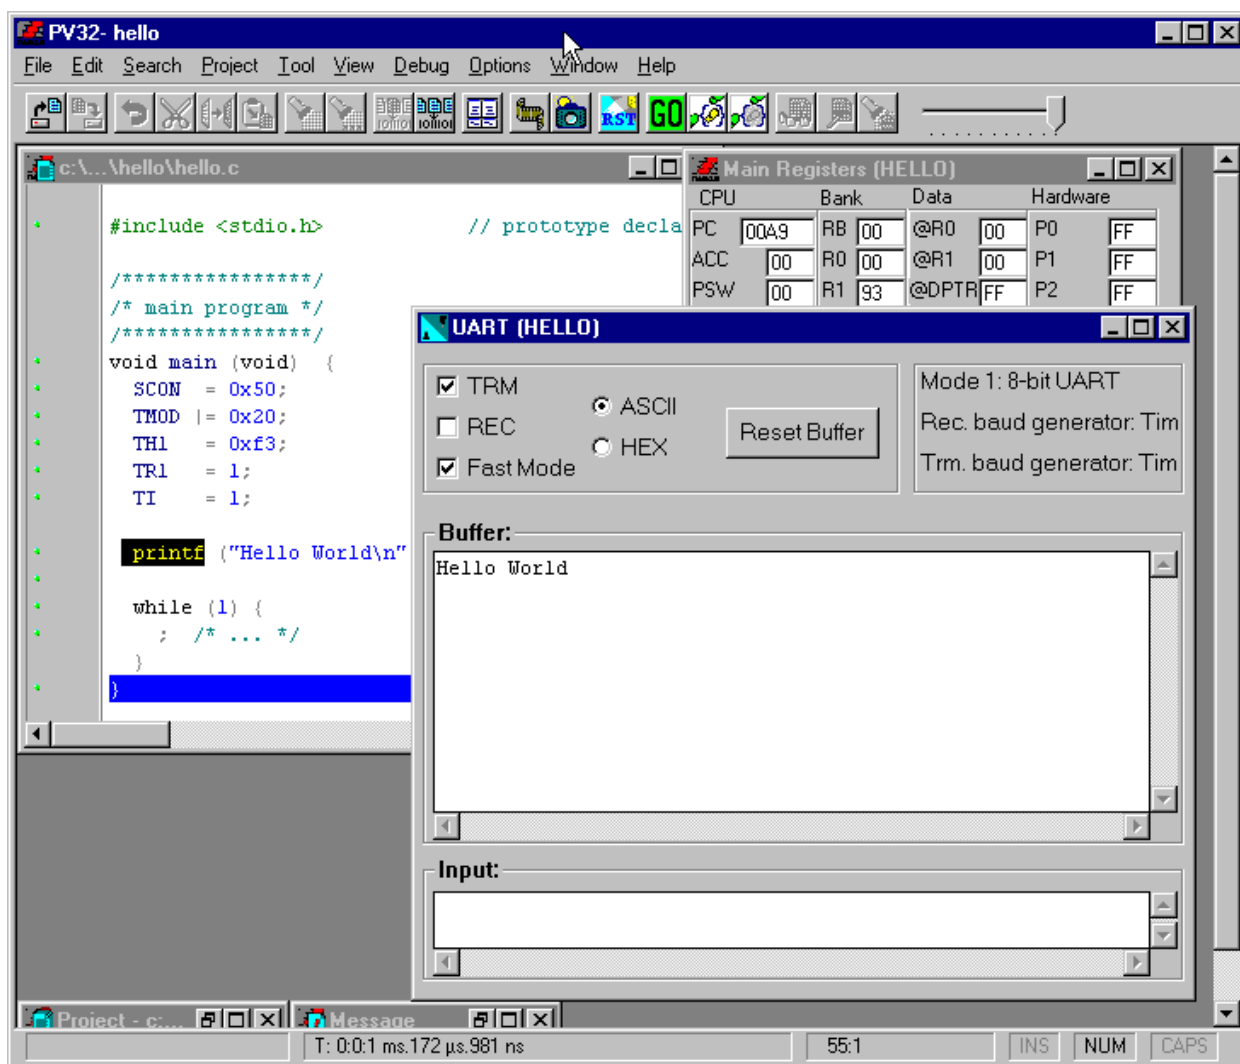 PV32- hello
File Edit Search Project Tool View Debug Options Window Help
RST GO
c:\...\hello\hello.c
#include <stdio.h> // prototype decla
/****************/
/* main program */
/****************/
void main (void) {
SCON = 0x50;
TMOD |= 0x20;
TH1 = 0xf3;
TR1 = 1;
TI = 1;
printf ("Hello World\n"
while (1) {
; /* ... */
}
}
Main Registers (HELLO)
CPU Bank Data Hardware
PC 00A9 RB 00 @R0 00 P0 FF
ACC 00 R0 00 @R1 00 P1 FF
PSW 00 R1 93 @DPTR FF P2 FF
UART (HELLO)
TRM
REC
Fast Mode
ASCII
HEX
Reset Buffer
Mode 1: 8-bit UART
Rec. baud generator: Tim
Trm. baud generator: Tim
Buffer:
Hello World
Input:
Project - c:...
Message
T: 0:0:1 ms.172 µs.981 ns 55:1 INS NUM CAPS